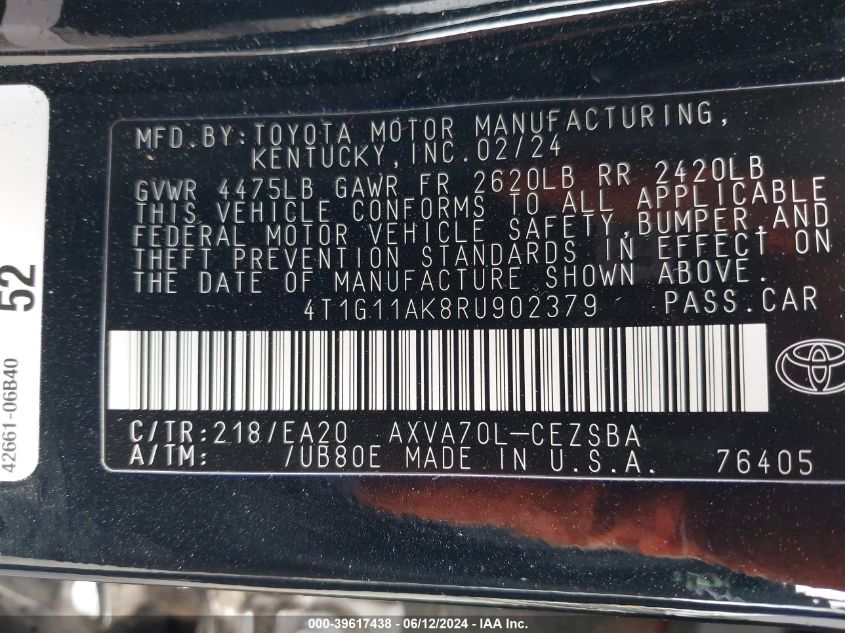 MFD.BY:TOYOTA MOTOR MANUFACTURING,
KENTUCKY,INC.02/24
GVWR 4475LB GAWR FR 2620LB RR 2420LB
THIS VEHICLE CONFORMS TO ALL APPLICABLE
FEDERAL MOTOR VEHICLE SAFETY,BUMPER,AND
THEFT PREVENTION STANDARDS IN EFFECT ON
THE DATE OF MANUFACTURE SHOWN ABOVE.
4T1G11AK8RU902379 PASS.CAR
C/TR:218/EA20 AXVA70L-CEZSBA
A/TM: /UB80E MADE IN U.S.A. 76405
52
42661-06B40
000-39617438 - 06/12/2024 - IAA Inc.